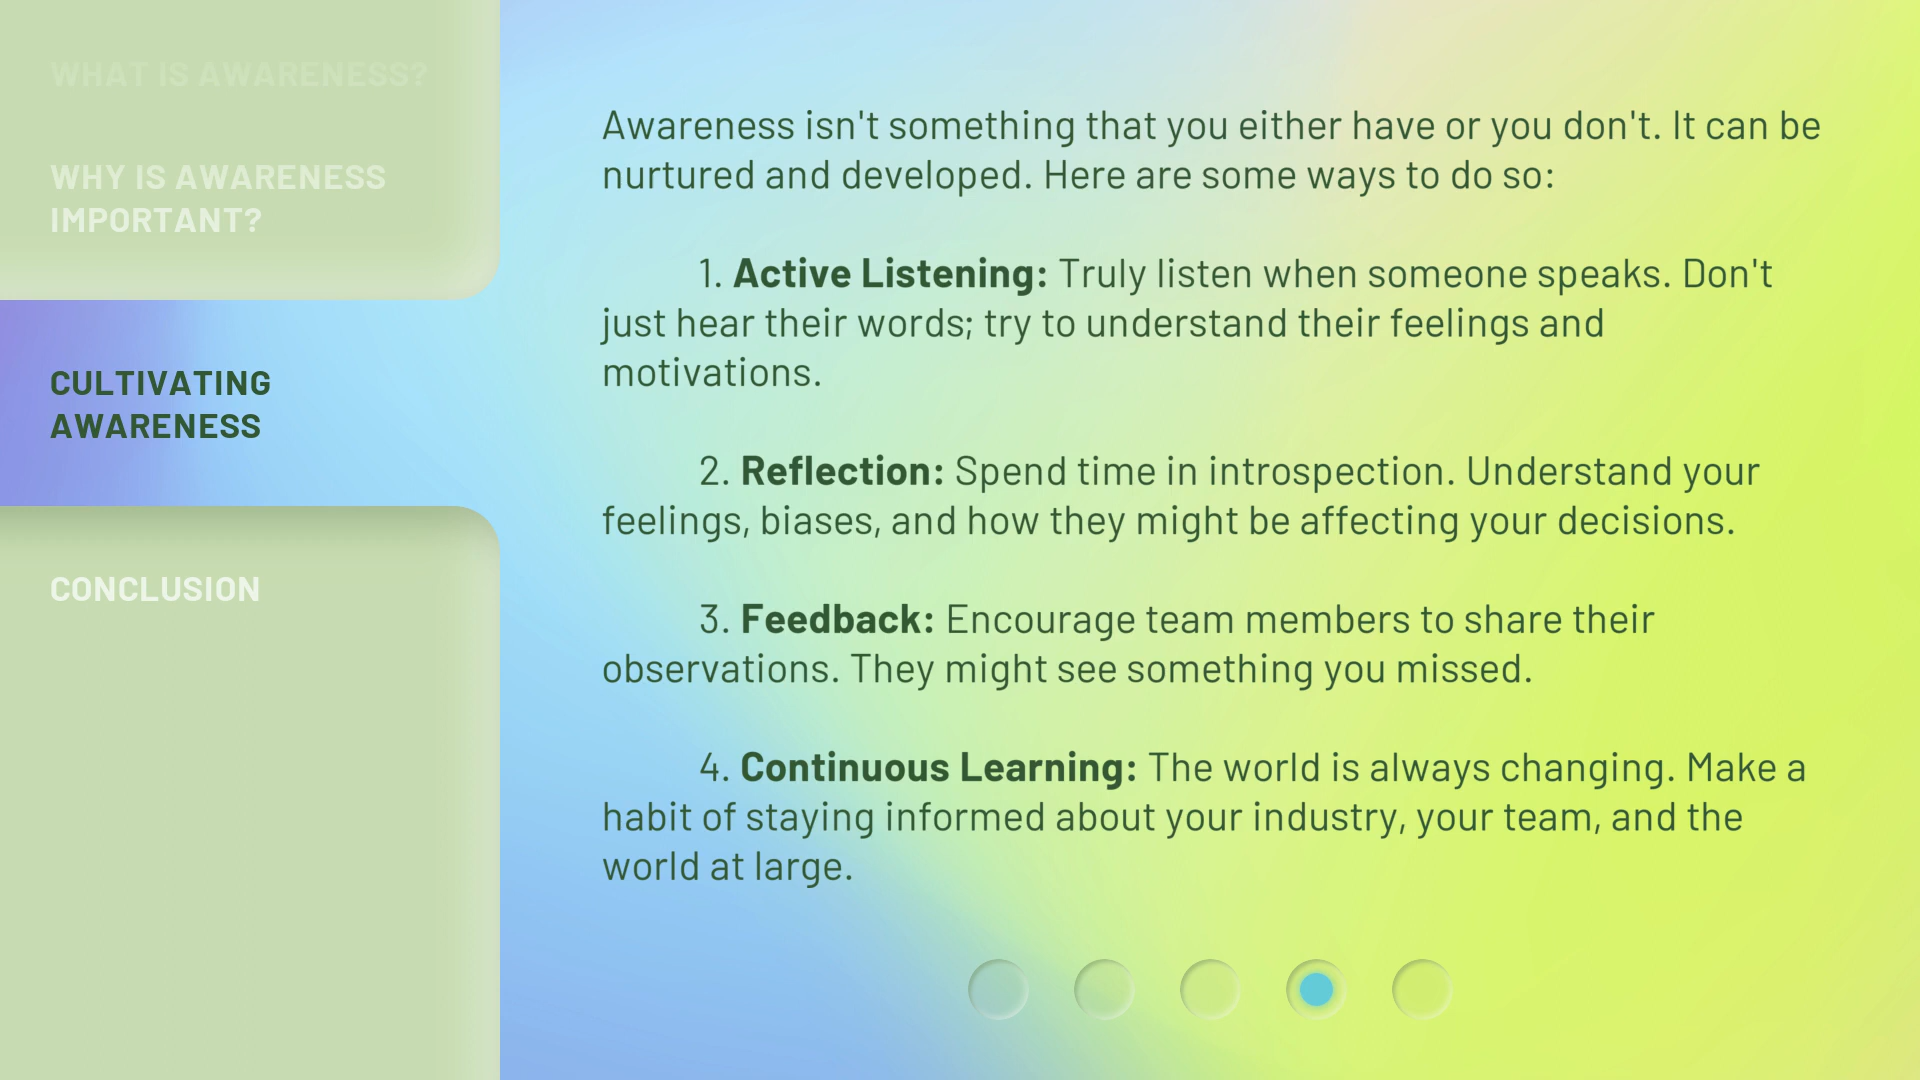 WHAT IS AWARENESS?
WHY IS AWARENESS
IMPORTANT?
CULTIVATING
AWARENESS
CONCLUSION
Awareness isn't something that you either have or you don't. It can be
nurtured and developed. Here are some ways to do so:
1. Active Listening: Truly listen when someone speaks. Don't
just hear their words; try to understand their feelings and
motivations.
2. Reflection: Spend time in introspection. Understand your
feelings, biases, and how they might be affecting your decisions.
3. Feedback: Encourage team members to share their
observations. They might see something you missed.
4. Continuous Learning: The world is always changing. Make a
habit of staying informed about your industry, your team, and the
world at large.